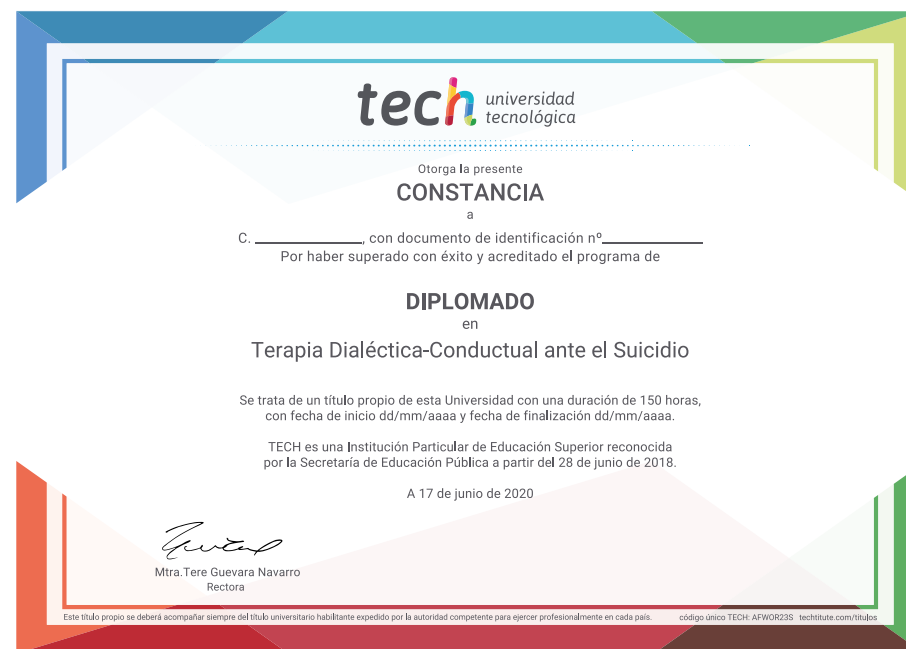 tech universidad
tecnológica
Otorga la presente
CONSTANCIA
a
C. ____________, con documento de identificación nº____________
Por haber superado con éxito y acreditado el programa de
DIPLOMADO
en
Terapia Dialéctica-Conductual ante el Suicidio
Se trata de un título propio de esta Universidad con una duración de 150 horas,
con fecha de inicio dd/mm/aaaa y fecha de finalización dd/mm/aaaa.
TECH es una Institución Particular de Educación Superior reconocida
por la Secretaría de Educación Pública a partir del 28 de junio de 2018.
A 17 de junio de 2020
Mtra.Tere Guevara Navarro
Rectora
Este título propio se deberá acompañar siempre del título universitario habilitante expedido por la autoridad competente para ejercer profesionalmente en cada país. código único TECH: AFWOR23S techtitute.com/titulos